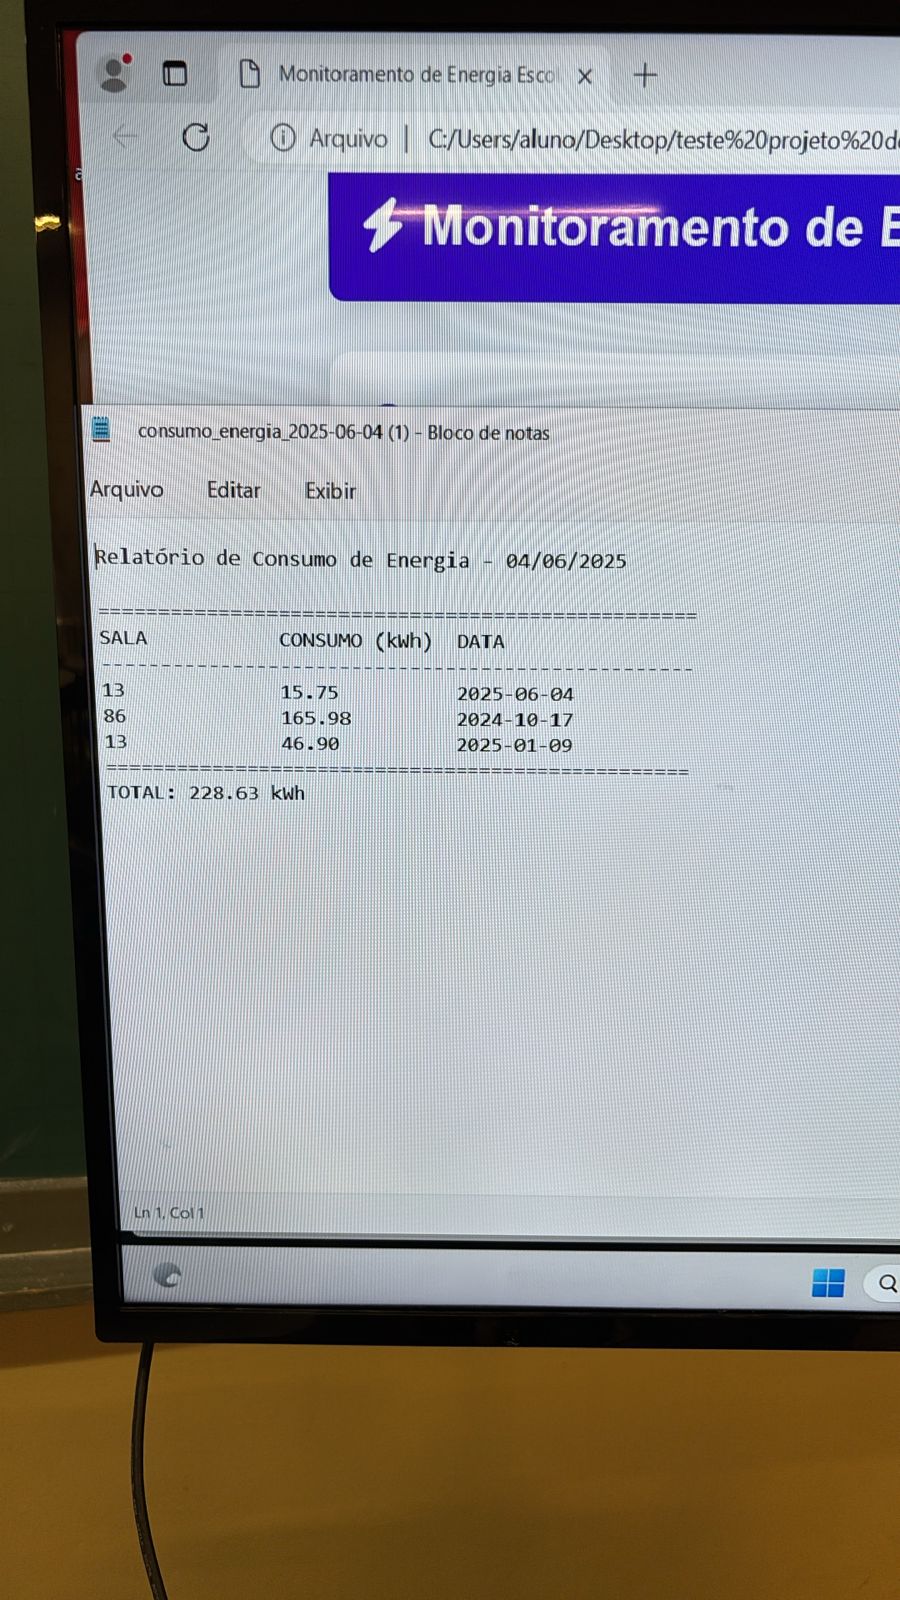 Monitoramento de Energia Esco
Arquivo | C:/Users/aluno/Desktop/teste%20projeto%20d
Monitoramento de E
consumo_energia_2025-06-04 (1) - Bloco de notas
Arquivo Editar Exibir
Relatório de Consumo de Energia - 04/06/2025
==================================================
SALA CONSUMO (kWh) DATA
--------------------------------------------------
13 15.75 2025-06-04
86 165.98 2024-10-17
13 46.90 2025-01-09
==================================================
TOTAL: 228.63 kWh
Ln 1, Col 1